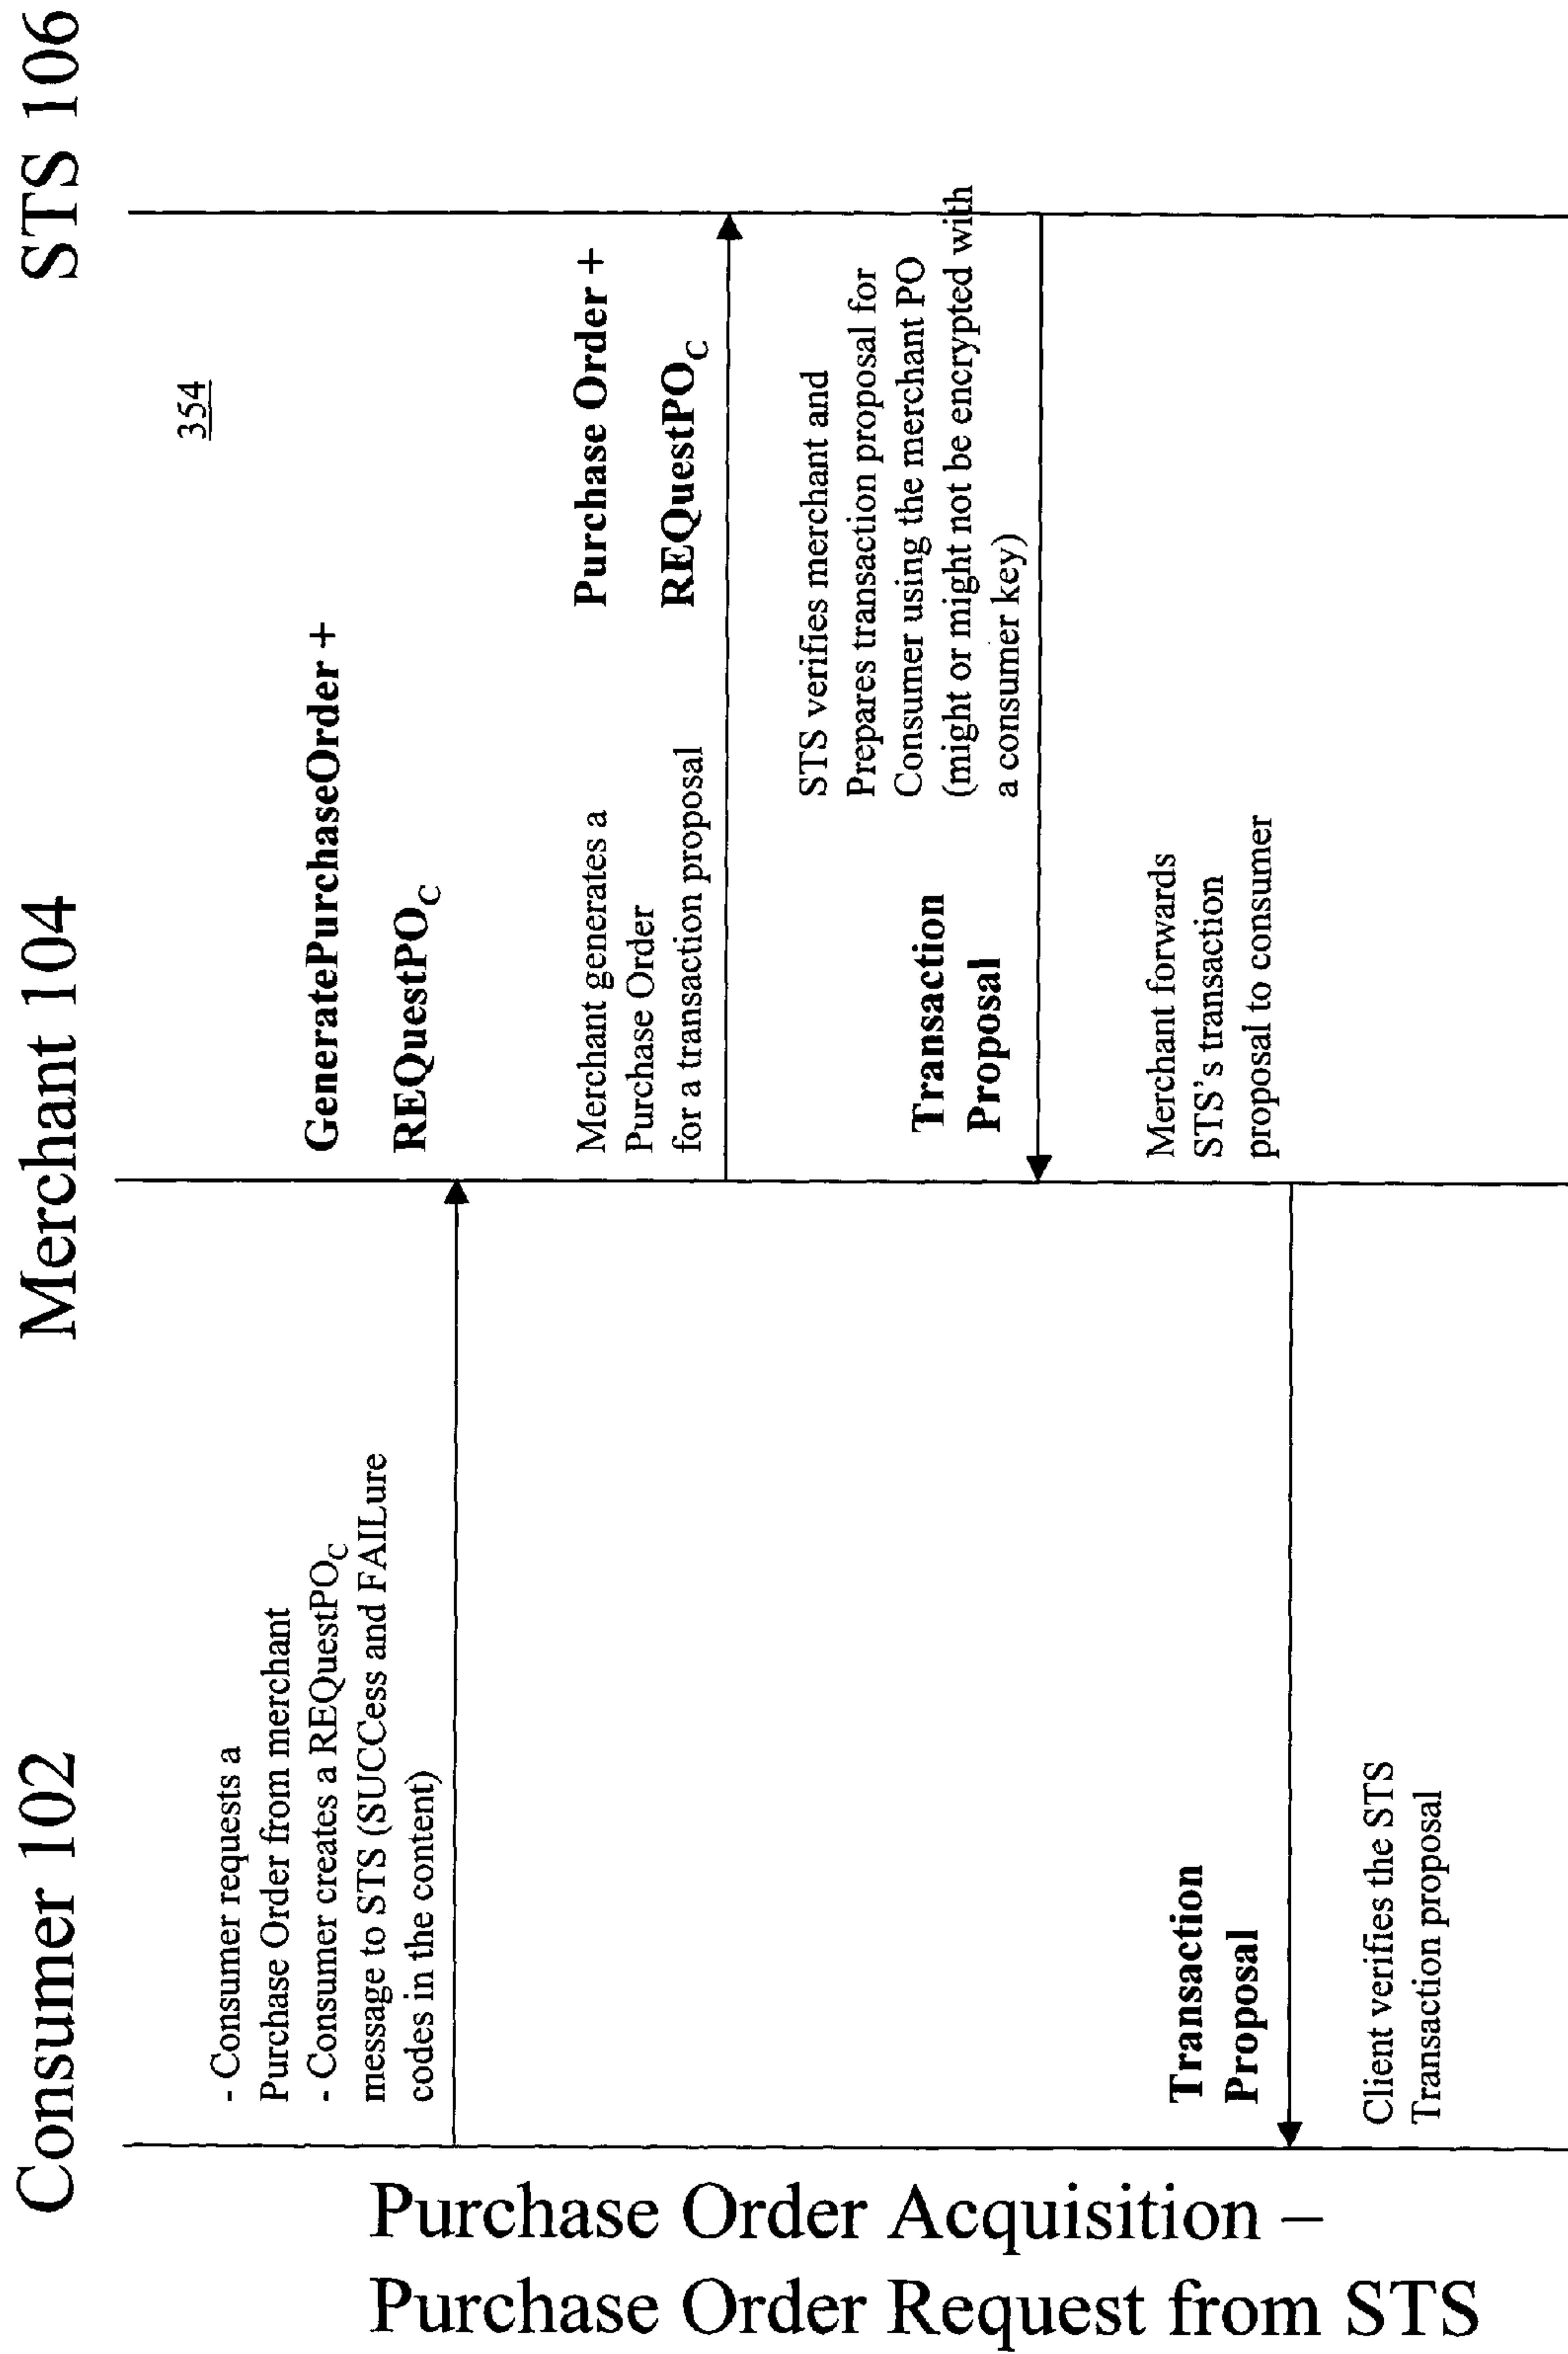 Consumer 102
Merchant 104
STS 106
354
- Consumer requests a
Purchase Order from merchant
- Consumer creates a REQuestPOC
message to STS (SUCCess and FAILure
codes in the content)
GeneratePurchaseOrder +
REQuestPOC
Merchant generates a
Purchase Order
for a transaction proposal
Purchase Order +
REQuestPOC
STS verifies merchant and
Prepares transaction proposal for
Consumer using the merchant PO
(might or might not be encrypted with
a consumer key)
Transaction
Proposal
Merchant forwards
STS's transaction
proposal to consumer
Transaction
Proposal
Client verifies the STS
Transaction proposal
Purchase Order Acquisition –
Purchase Order Request from STS